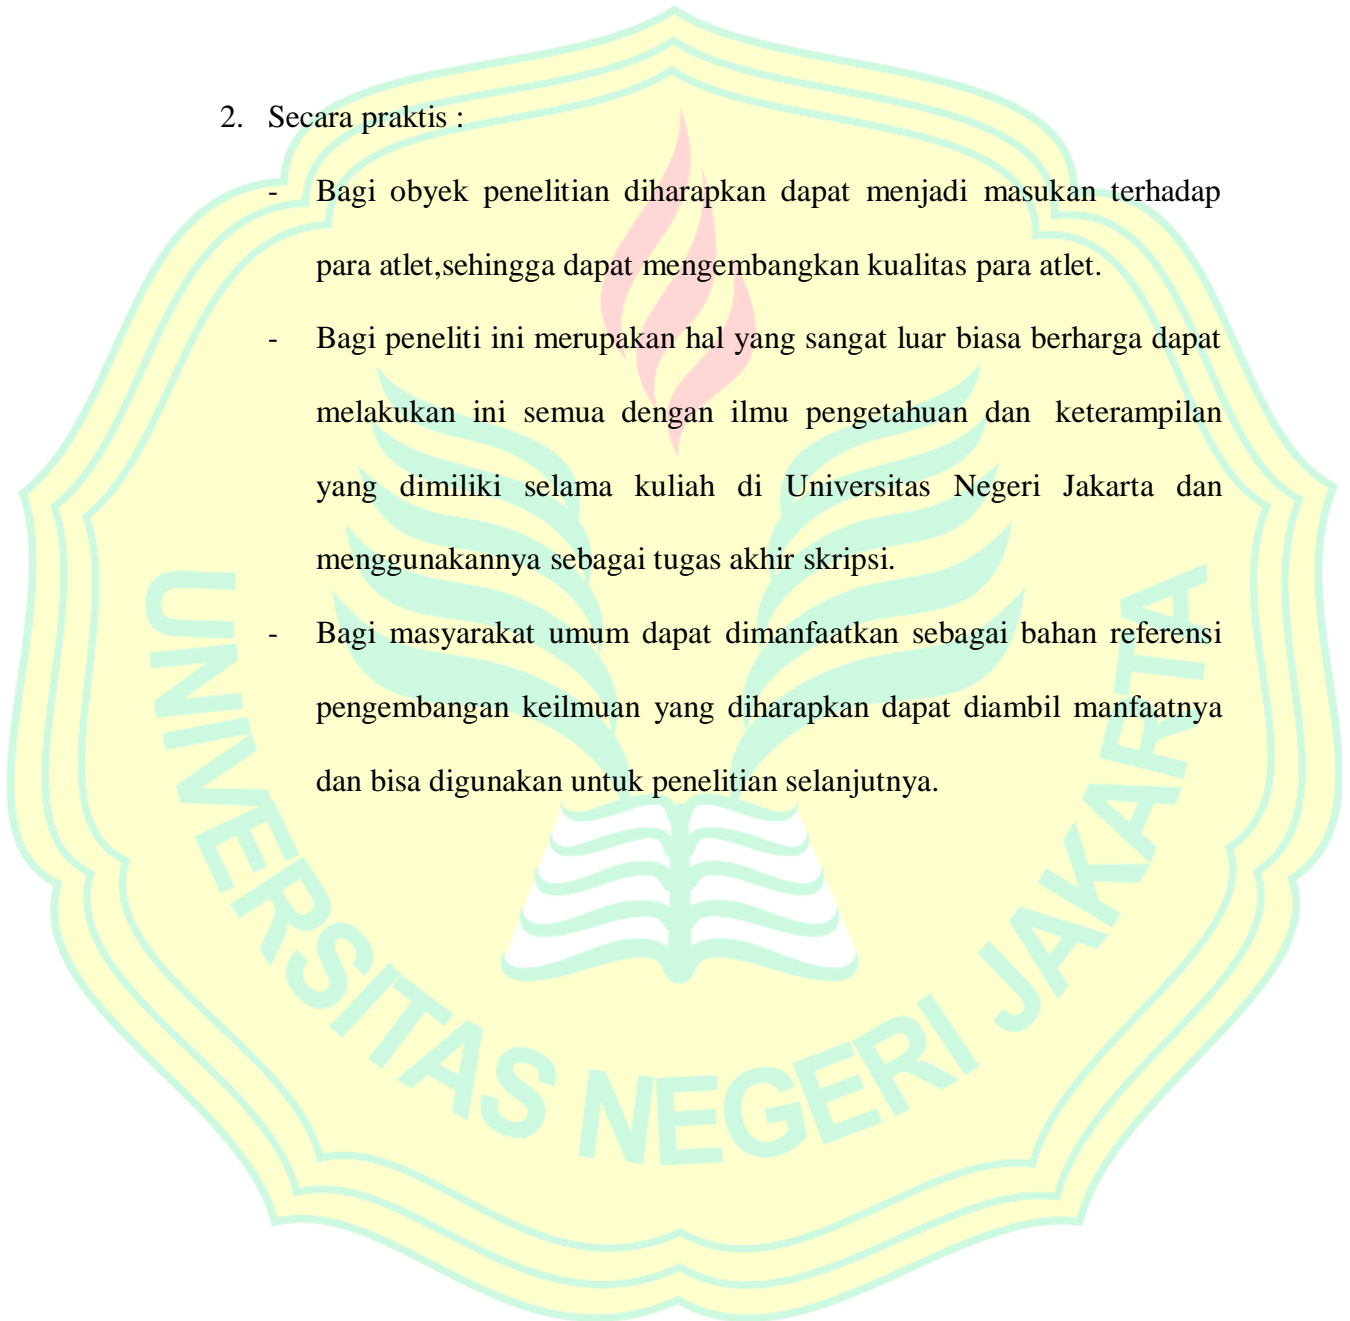 2. Secara praktis :
- Bagi obyek penelitian diharapkan dapat menjadi masukan terhadap
para atlet,sehingga dapat mengembangkan kualitas para atlet.
- Bagi peneliti ini merupakan hal yang sangat luar biasa berharga dapat
melakukan ini semua dengan ilmu pengetahuan dan keterampilan
yang dimiliki selama kuliah di Universitas Negeri Jakarta dan
menggunakannya sebagai tugas akhir skripsi.
- Bagi masyarakat umum dapat dimanfaatkan sebagai bahan referensi
pengembangan keilmuan yang diharapkan dapat diambil manfaatnya
dan bisa digunakan untuk penelitian selanjutnya.
UNIVERSITAS NEGERI JAKARTA